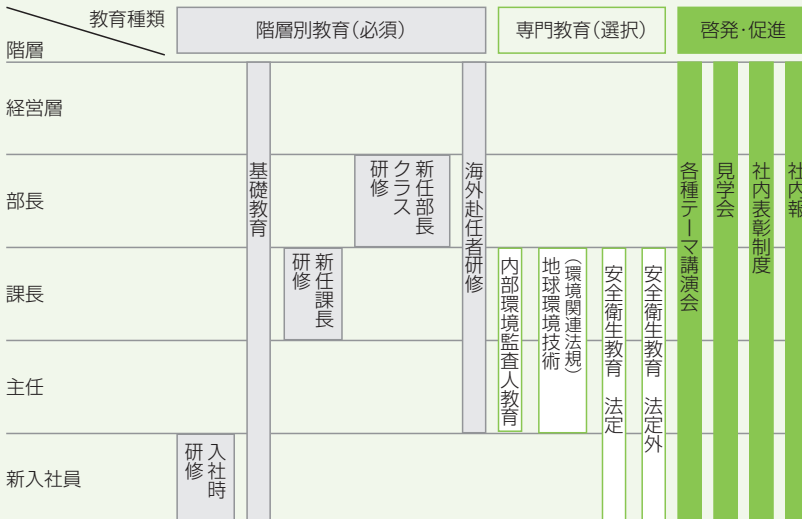 教育種類
階層
階層別教育（必須）
専門教育（選択）
啓発・促進
経営層
部長
課長
主任
新入社員
入社時
研修
基礎教育
新任課長
研修
新任部長
クラス
研修
海外赴任者研修
内部環境監査人教育
（環境関連法規）
地球環境技術
安全衛生教育　法定
安全衛生教育　法定外
各種テーマ講演会
見学会
社内表彰制度
社内報